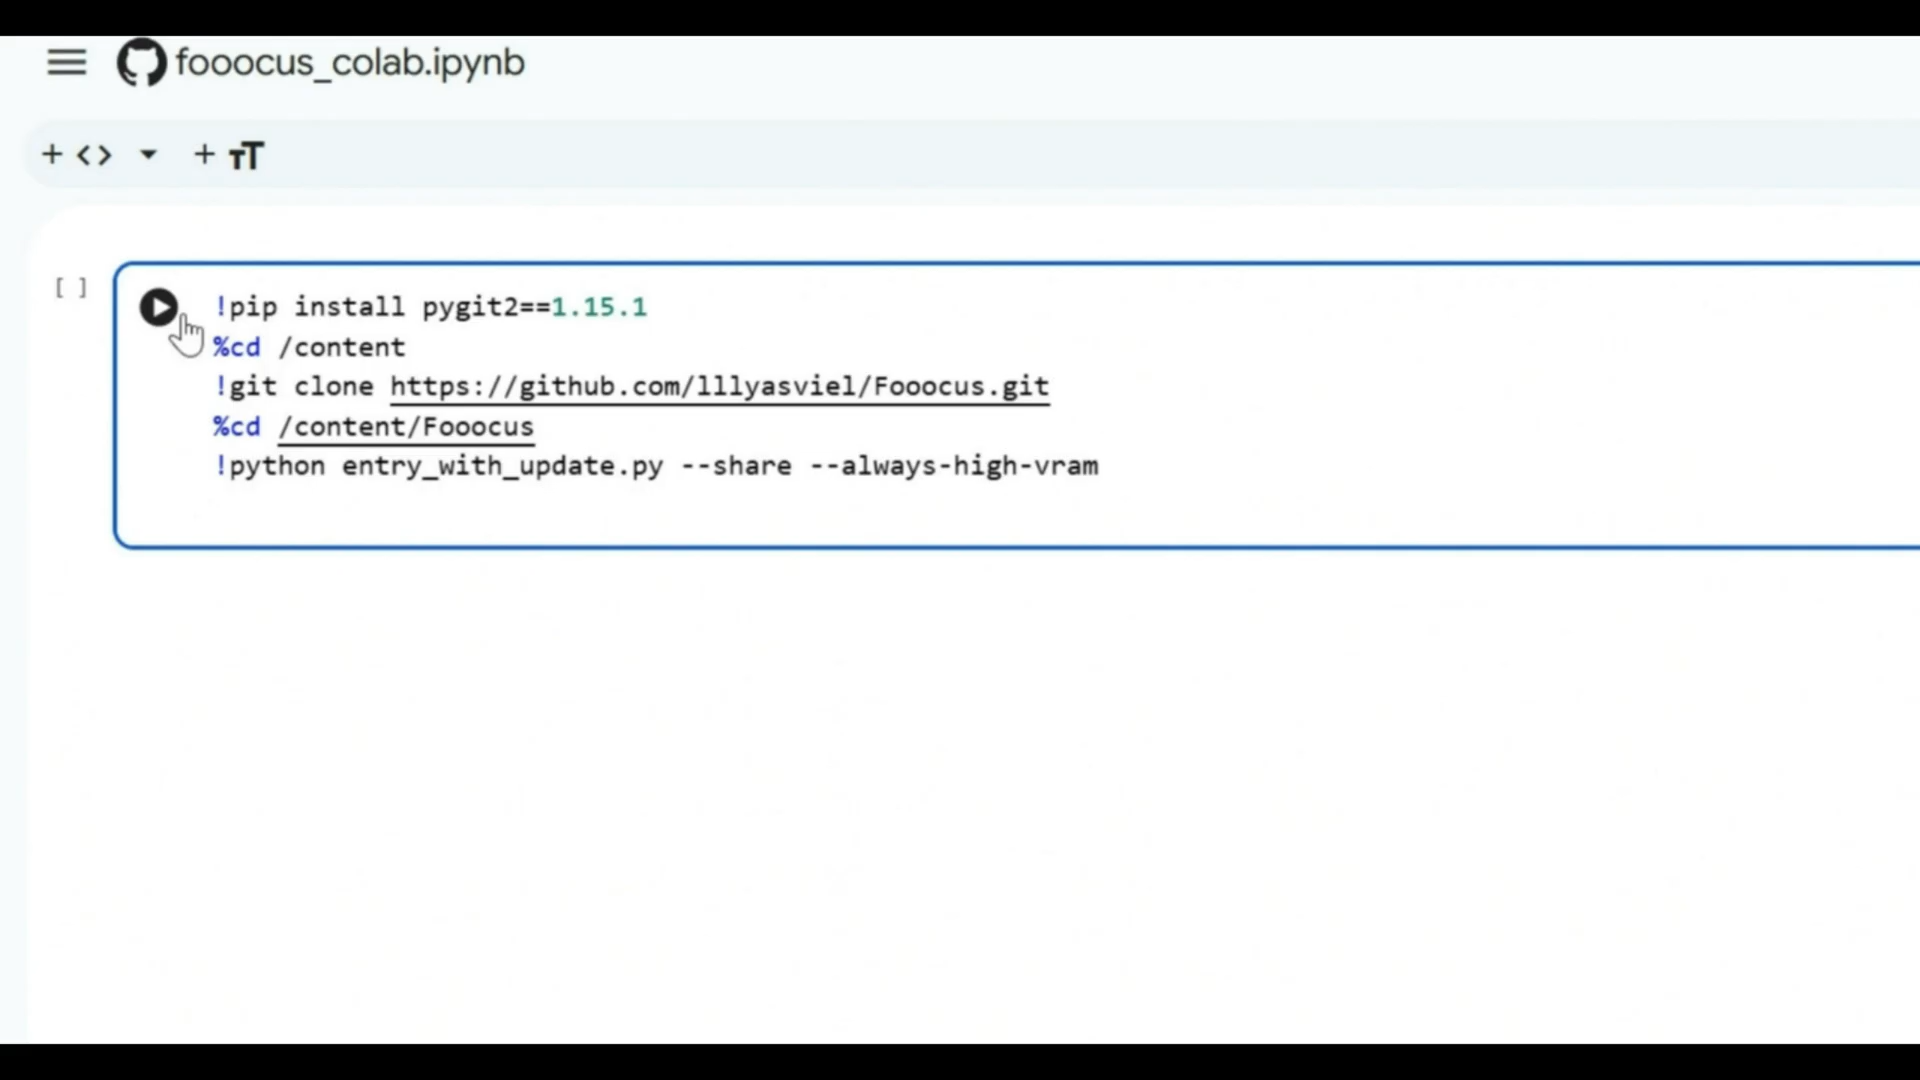 fooocus_colab.ipynb
+ <> + TT
[ ]
!pip install pygit2==1.15.1
%cd /content
!git clone https://github.com/lllyasviel/Fooocus.git
%cd /content/Fooocus
!python entry_with_update.py --share --always-high-vram